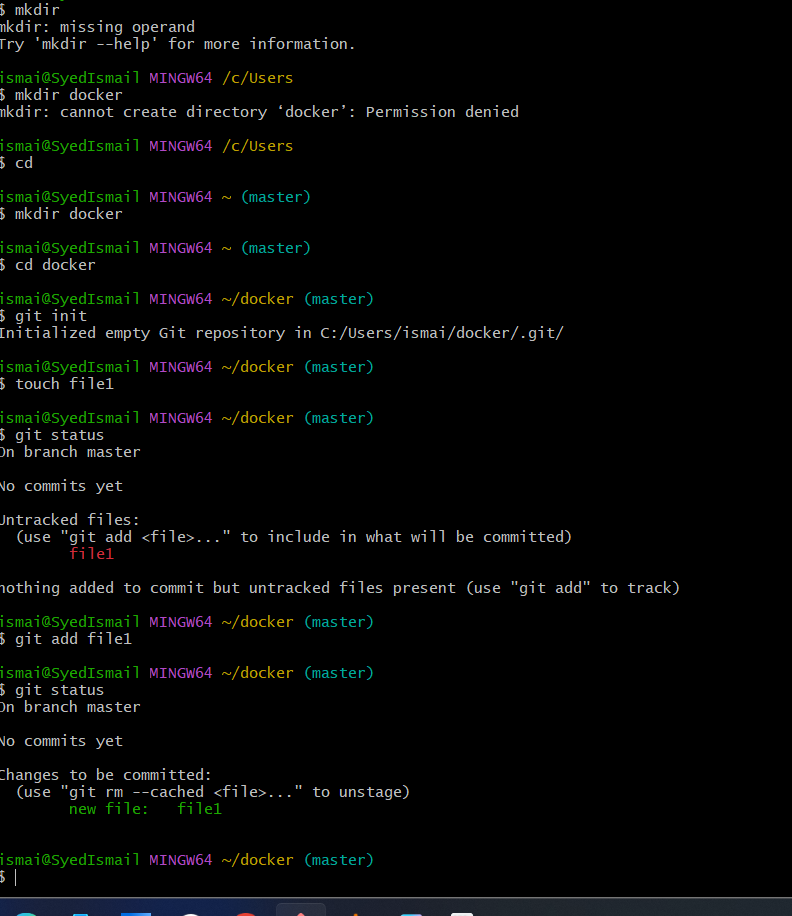 $ mkdir
mkdir: missing operand
Try 'mkdir --help' for more information.
ismai@SyedIsmail MINGW64 /c/Users
$ mkdir docker
mkdir: cannot create directory ‘docker’: Permission denied
ismai@SyedIsmail MINGW64 /c/Users
$ cd
ismai@SyedIsmail MINGW64 ~ (master)
$ mkdir docker
ismai@SyedIsmail MINGW64 ~ (master)
$ cd docker
ismai@SyedIsmail MINGW64 ~/docker (master)
$ git init
Initialized empty Git repository in C:/Users/ismai/docker/.git/
ismai@SyedIsmail MINGW64 ~/docker (master)
$ touch file1
ismai@SyedIsmail MINGW64 ~/docker (master)
$ git status
On branch master
No commits yet
Untracked files:
(use "git add <file>..." to include in what will be committed)
file1
nothing added to commit but untracked files present (use "git add" to track)
ismai@SyedIsmail MINGW64 ~/docker (master)
$ git add file1
ismai@SyedIsmail MINGW64 ~/docker (master)
$ git status
On branch master
No commits yet
Changes to be committed:
(use "git rm --cached <file>..." to unstage)
new file:   file1
ismai@SyedIsmail MINGW64 ~/docker (master)
$